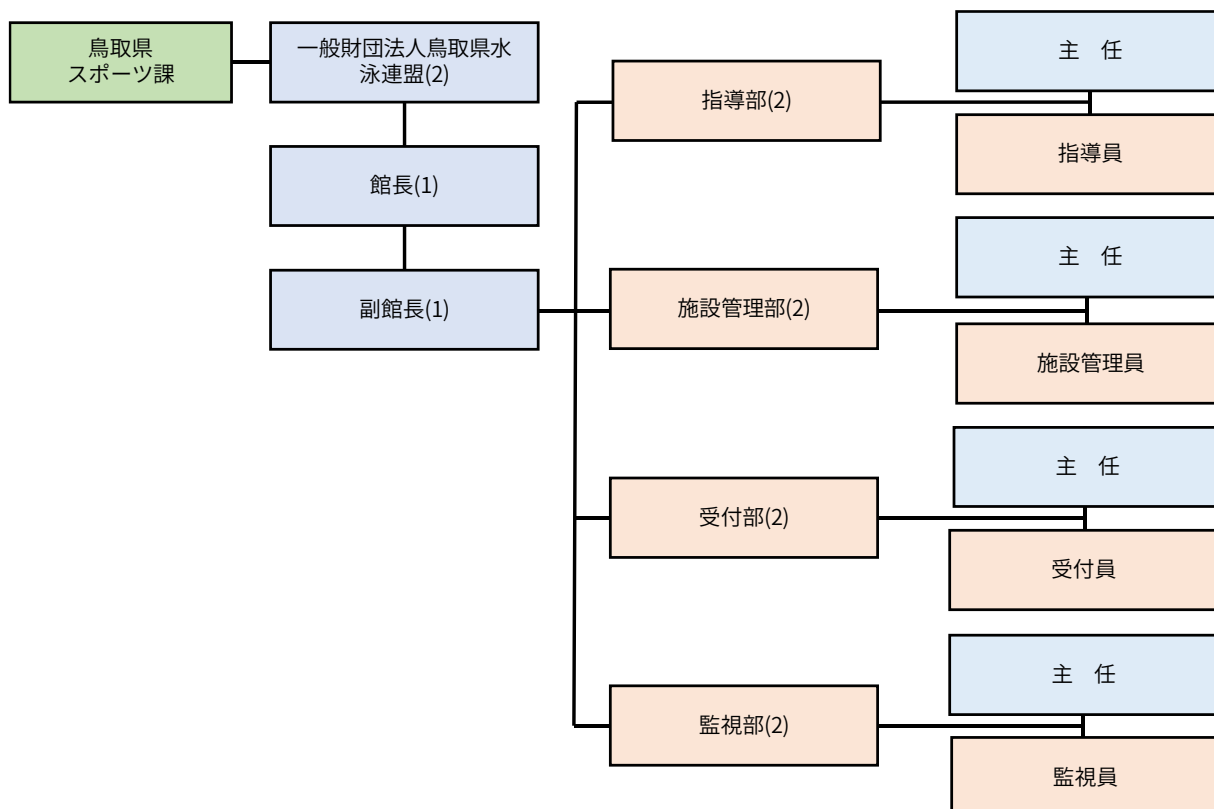 鳥取県
スポーツ課
一般財団法人鳥取県水
泳連盟(2)
館長(1)
副館長(1)
指導部(2)
主　任
指導員
施設管理部(2)
主　任
施設管理員
受付部(2)
主　任
受付員
監視部(2)
主　任
監視員